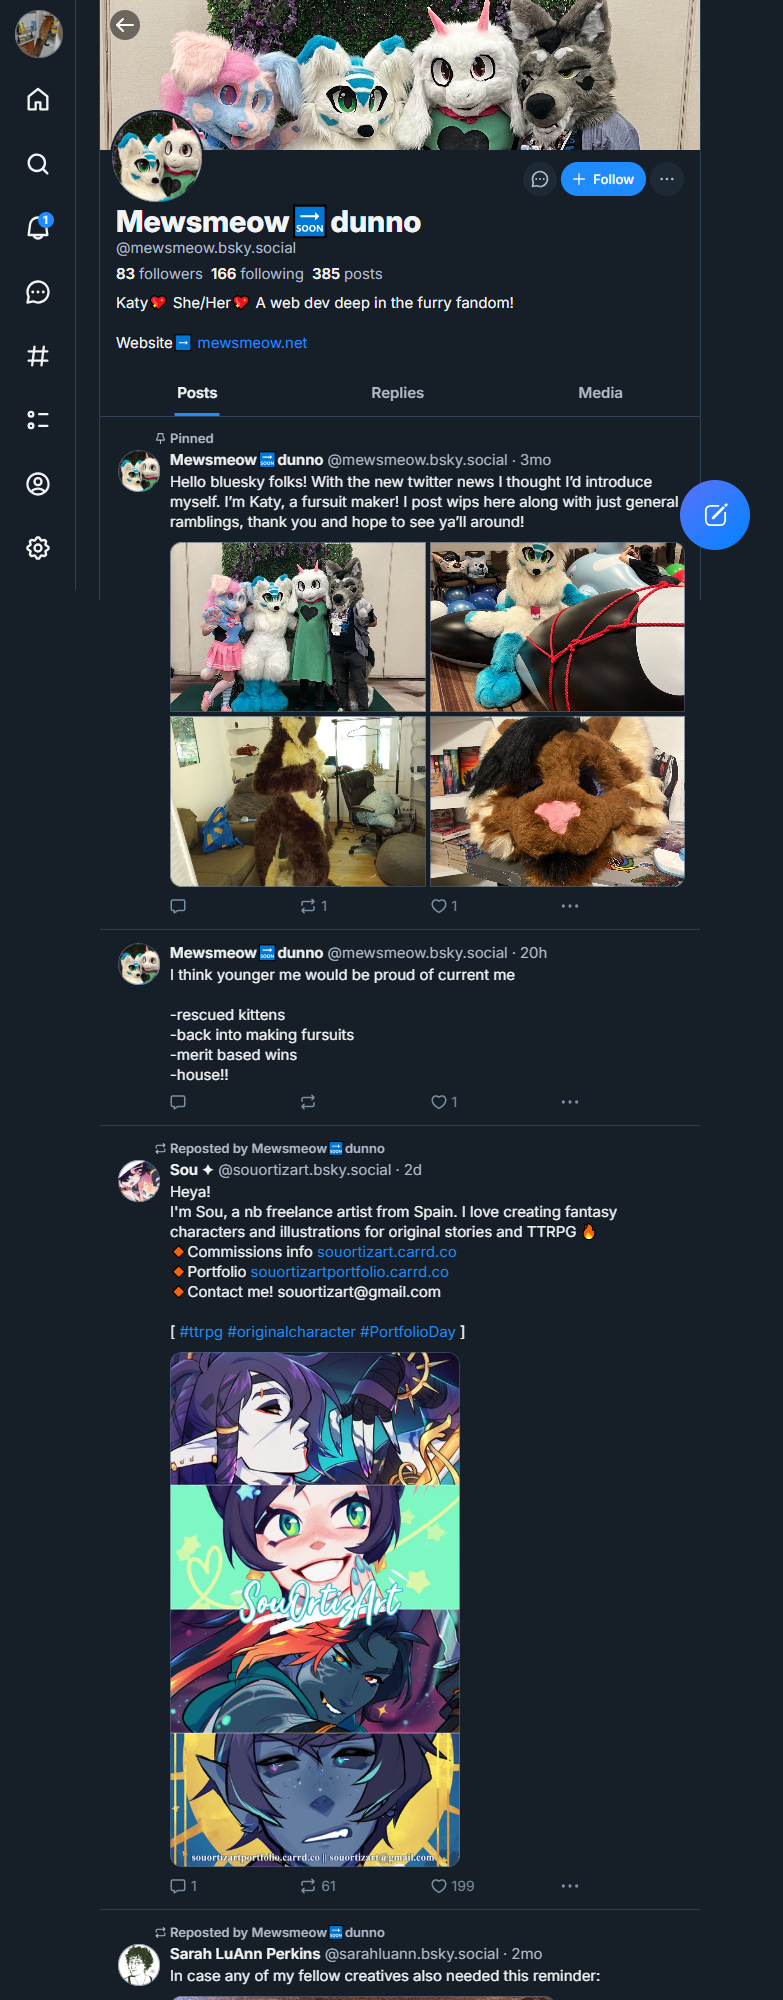 1
Follow
Mewsmeow🔜dunno
@mewsmeow.bsky.social
83 followers 166 following 385 posts
Katy💖 She/Her💖 A web dev deep in the furry fandom!
Website➡️ mewsmeow.net
Posts Replies Media
Pinned
Mewsmeow🔜dunno @mewsmeow.bsky.social · 3mo
Hello bluesky folks! With the new twitter news I thought I'd introduce
myself. I'm Katy, a fursuit maker! I post wips here along with just general
ramblings, thank you and hope to see ya'll around!
1 1
Mewsmeow🔜dunno @mewsmeow.bsky.social · 20h
I think younger me would be proud of current me
-rescued kittens
-back into making fursuits
-merit based wins
-house!!
1
Reposted by Mewsmeow🔜dunno
Sou ✦ @souortizart.bsky.social · 2d
Heya!
I'm Sou, a nb freelance artist from Spain. I love creating fantasy
characters and illustrations for original stories and TTRPG 🔥
🔸Commissions info souortizart.carrd.co
🔸Portfolio souortizartportfolio.carrd.co
🔸Contact me! souortizart@gmail.com
[ #ttrpg #originalcharacter #PortfolioDay ]
SouOrtizArt
souortizartportfolio.carrd.co || souortizart@gmail.com
1 61 199
Reposted by Mewsmeow🔜dunno
Sarah LuAnn Perkins @sarahluann.bsky.social · 2mo
In case any of my fellow creatives also needed this reminder: